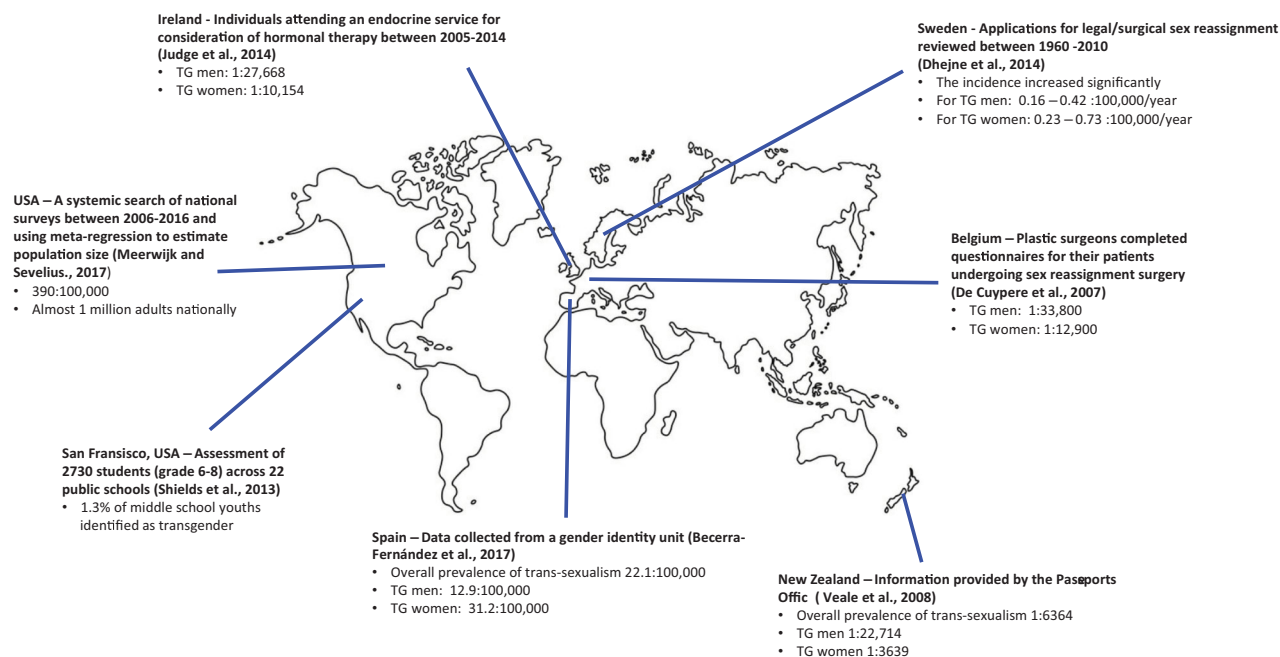 Ireland - Individuals attending an endocrine service for
consideration of hormonal therapy between 2005-2014
(Judge et al., 2014)
• TG men: 1:27,668
• TG women: 1:10,154
Sweden - Applications for legal/surgical sex reassignment
reviewed between 1960 -2010
(Dhejne et al., 2014)
• The incidence increased significantly
• For TG men: 0.16 – 0.42 :100,000/year
• For TG women: 0.23 – 0.73 :100,000/year
USA – A systemic search of national
surveys between 2006-2016 and
using meta-regression to estimate
population size (Meerwijk and
Sevelius., 2017)
• 390:100,000
• Almost 1 million adults nationally
Belgium – Plastic surgeons completed
questionnaires for their patients
undergoing sex reassignment surgery
(De Cuypere et al., 2007)
• TG men: 1:33,800
• TG women: 1:12,900
San Fransisco, USA – Assessment of
2730 students (grade 6-8) across 22
public schools (Shields et al., 2013)
• 1.3% of middle school youths
identified as transgender
Spain – Data collected from a gender identity unit (Becerra-
Fernández et al., 2017)
• Overall prevalence of trans-sexualism 22.1:100,000
• TG men: 12.9:100,000
• TG women: 31.2:100,000
New Zealand – Information provided by the Passports
Offic ( Veale et al., 2008)
• Overall prevalence of trans-sexualism 1:6364
• TG men 1:22,714
• TG women 1:3639